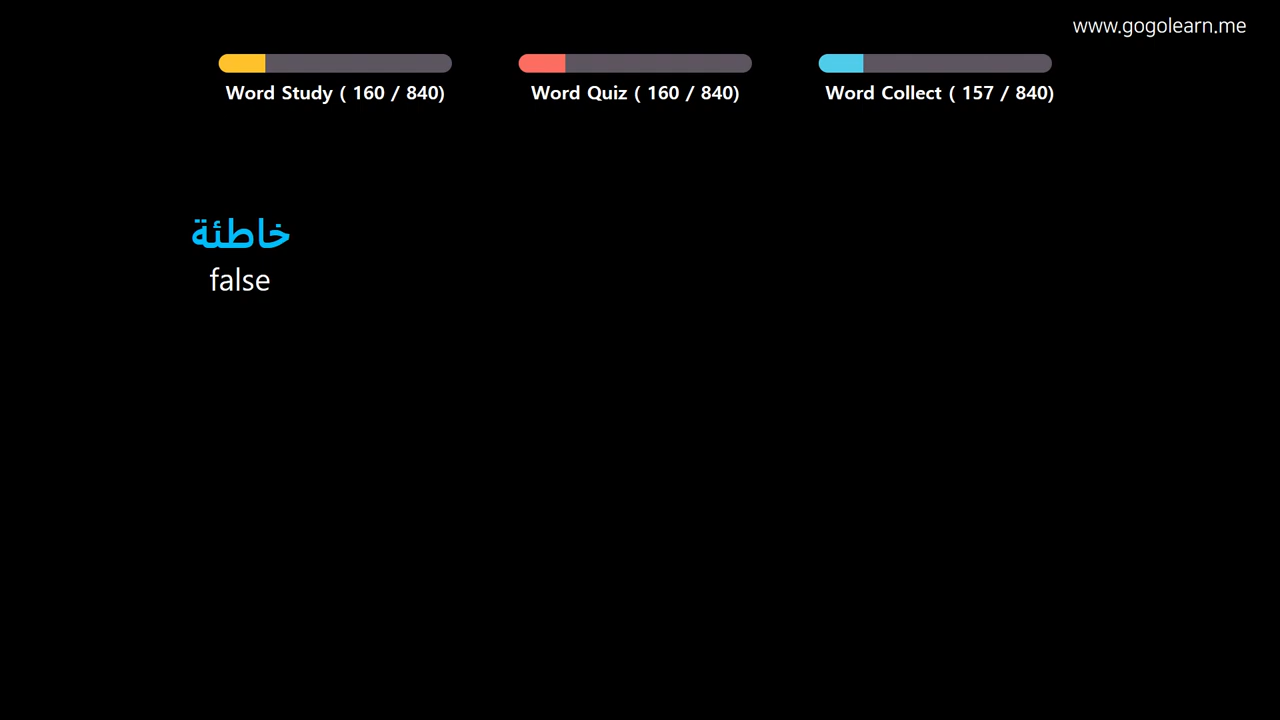 www.gogolearn.me
Word Study ( 160 / 840)
Word Quiz ( 160 / 840)
Word Collect ( 157 / 840)
خاطئة
false